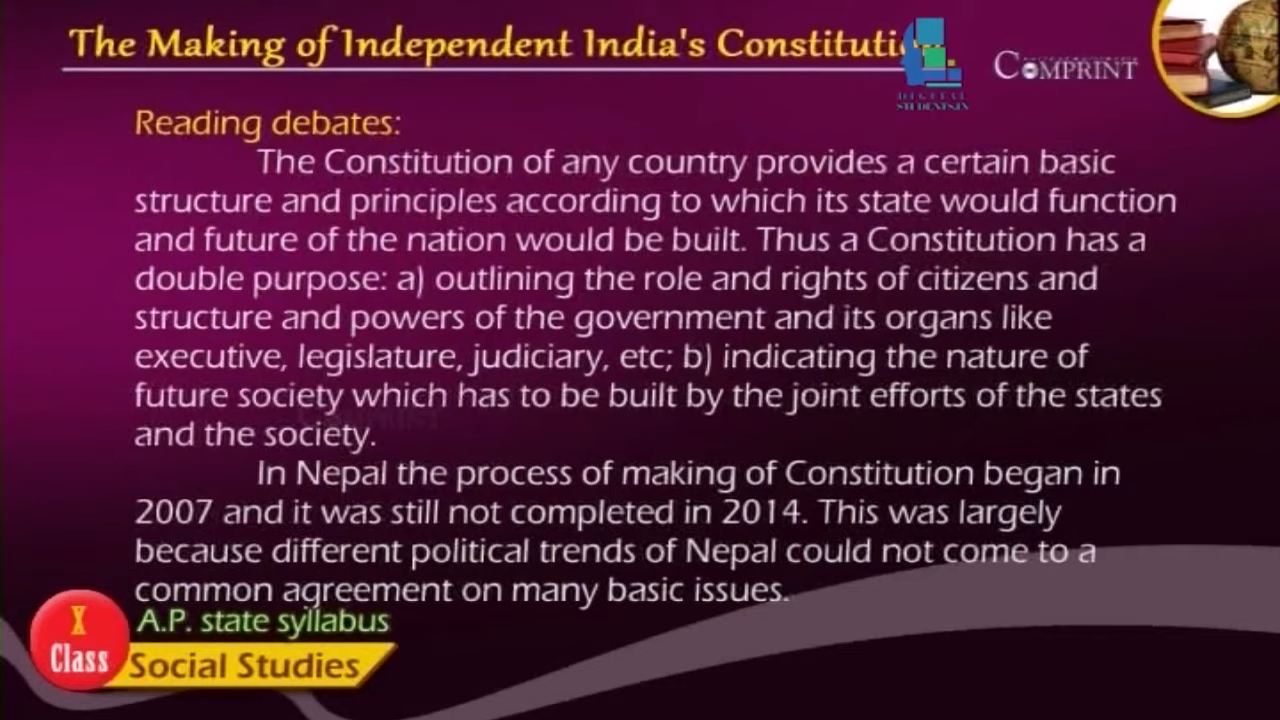 The Making of Independent India's Constituti
COMPRINT
DIGITAL
STUDENTS.IN
Reading debates:
The Constitution of any country provides a certain basic
structure and principles according to which its state would function
and future of the nation would be built. Thus a Constitution has a
double purpose: a) outlining the role and rights of citizens and
structure and powers of the government and its organs like
executive, legislature, judiciary, etc; b) indicating the nature of
future society which has to be built by the joint efforts of the states
and the society.
In Nepal the process of making of Constitution began in
2007 and it was still not completed in 2014. This was largely
because different political trends of Nepal could not come to a
common agreement on many basic issues.
X
Class
A.P. state syllabus
Social Studies